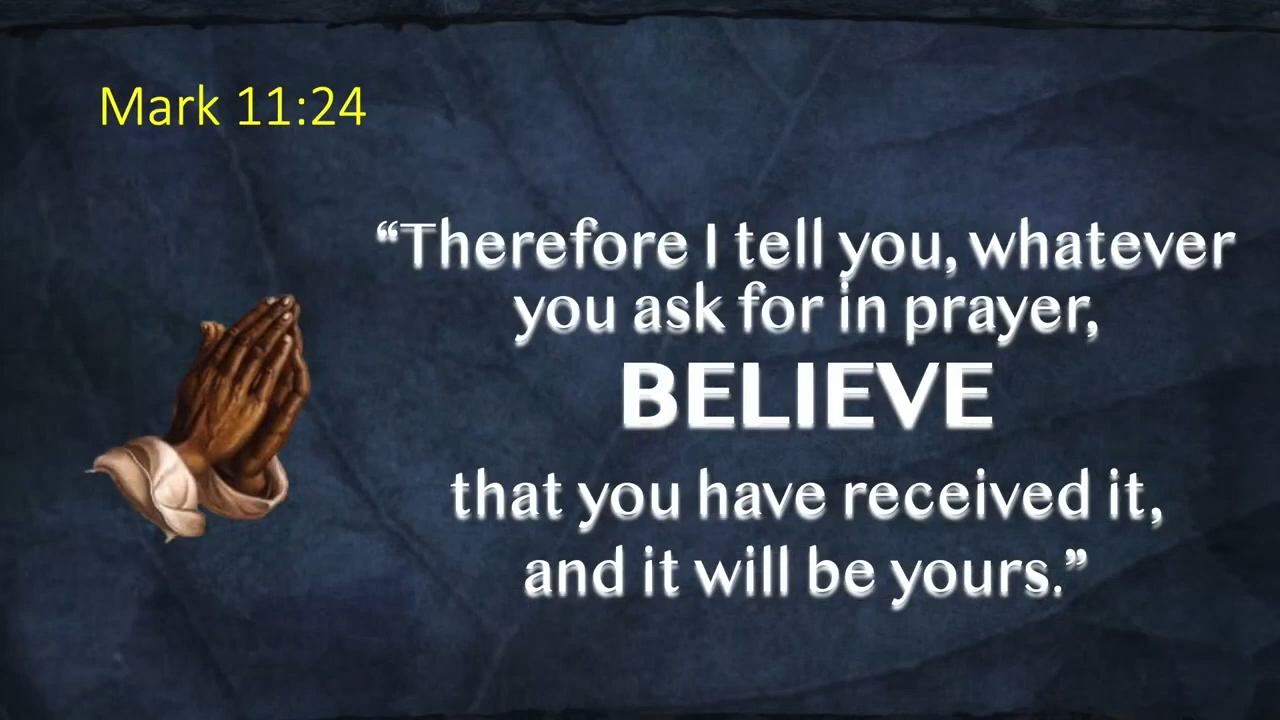 Mark 11:24
“Therefore I tell you, whatever
you ask for in prayer,
BELIEVE
that you have received it,
and it will be yours.”